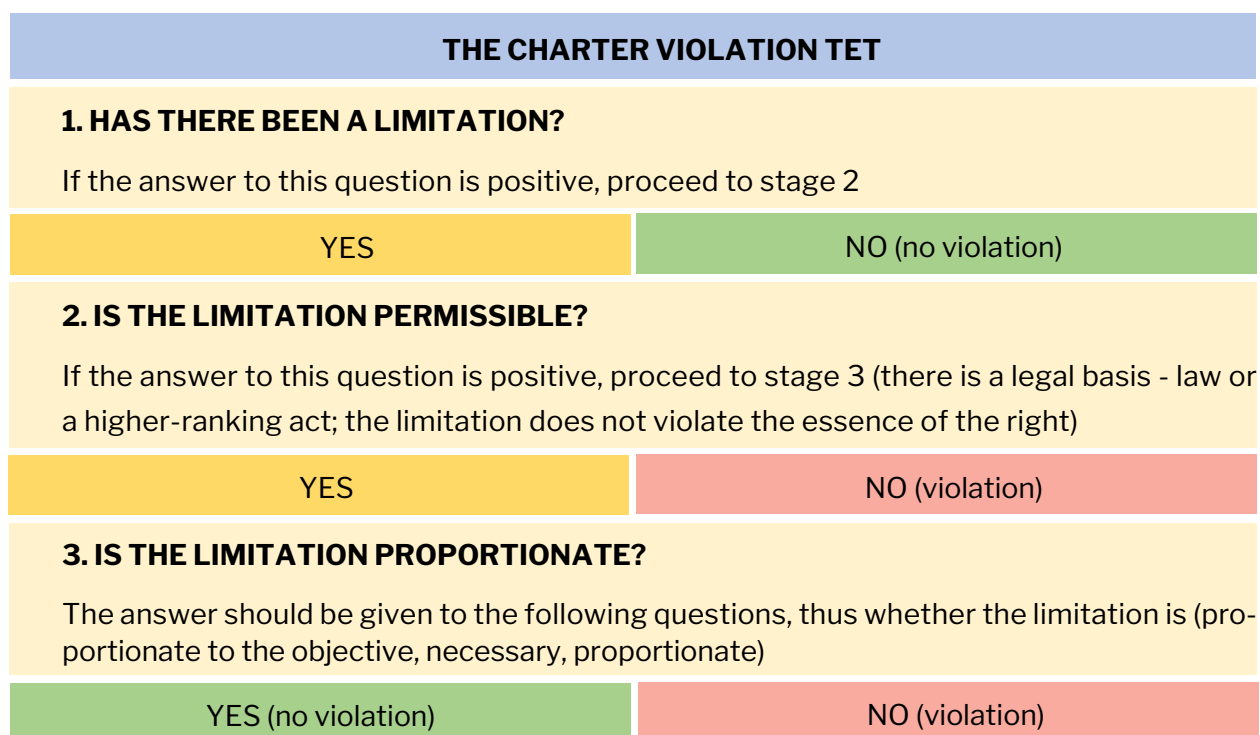 THE CHARTER VIOLATION TET
1. HAS THERE BEEN A LIMITATION?
If the answer to this question is positive, proceed to stage 2
YES
NO (no violation)
2. IS THE LIMITATION PERMISSIBLE?
If the answer to this question is positive, proceed to stage 3 (there is a legal basis - law or
a higher-ranking act; the limitation does not violate the essence of the right)
YES
NO (violation)
3. IS THE LIMITATION PROPORTIONATE?
The answer should be given to the following questions, thus whether the limitation is (pro-
portionate to the objective, necessary, proportionate)
YES (no violation)
NO (violation)